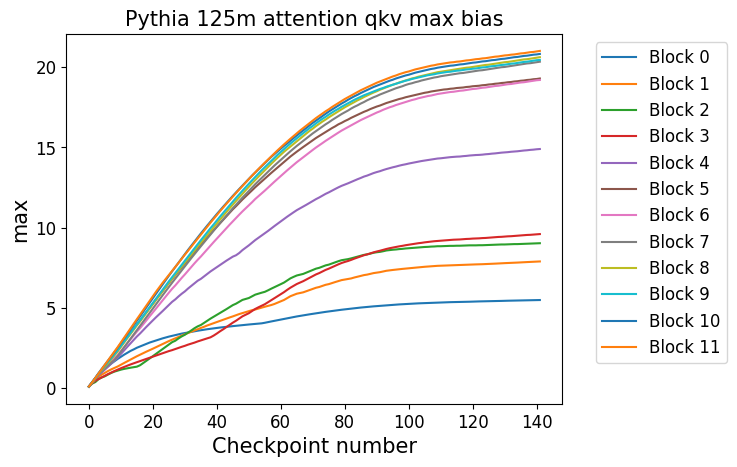 Pythia 125m attention qkv max bias
max
20
15
10
5
0
0 20 40 60 80 100 120 140
Checkpoint number
Block 0
Block 1
Block 2
Block 3
Block 4
Block 5
Block 6
Block 7
Block 8
Block 9
Block 10
Block 11